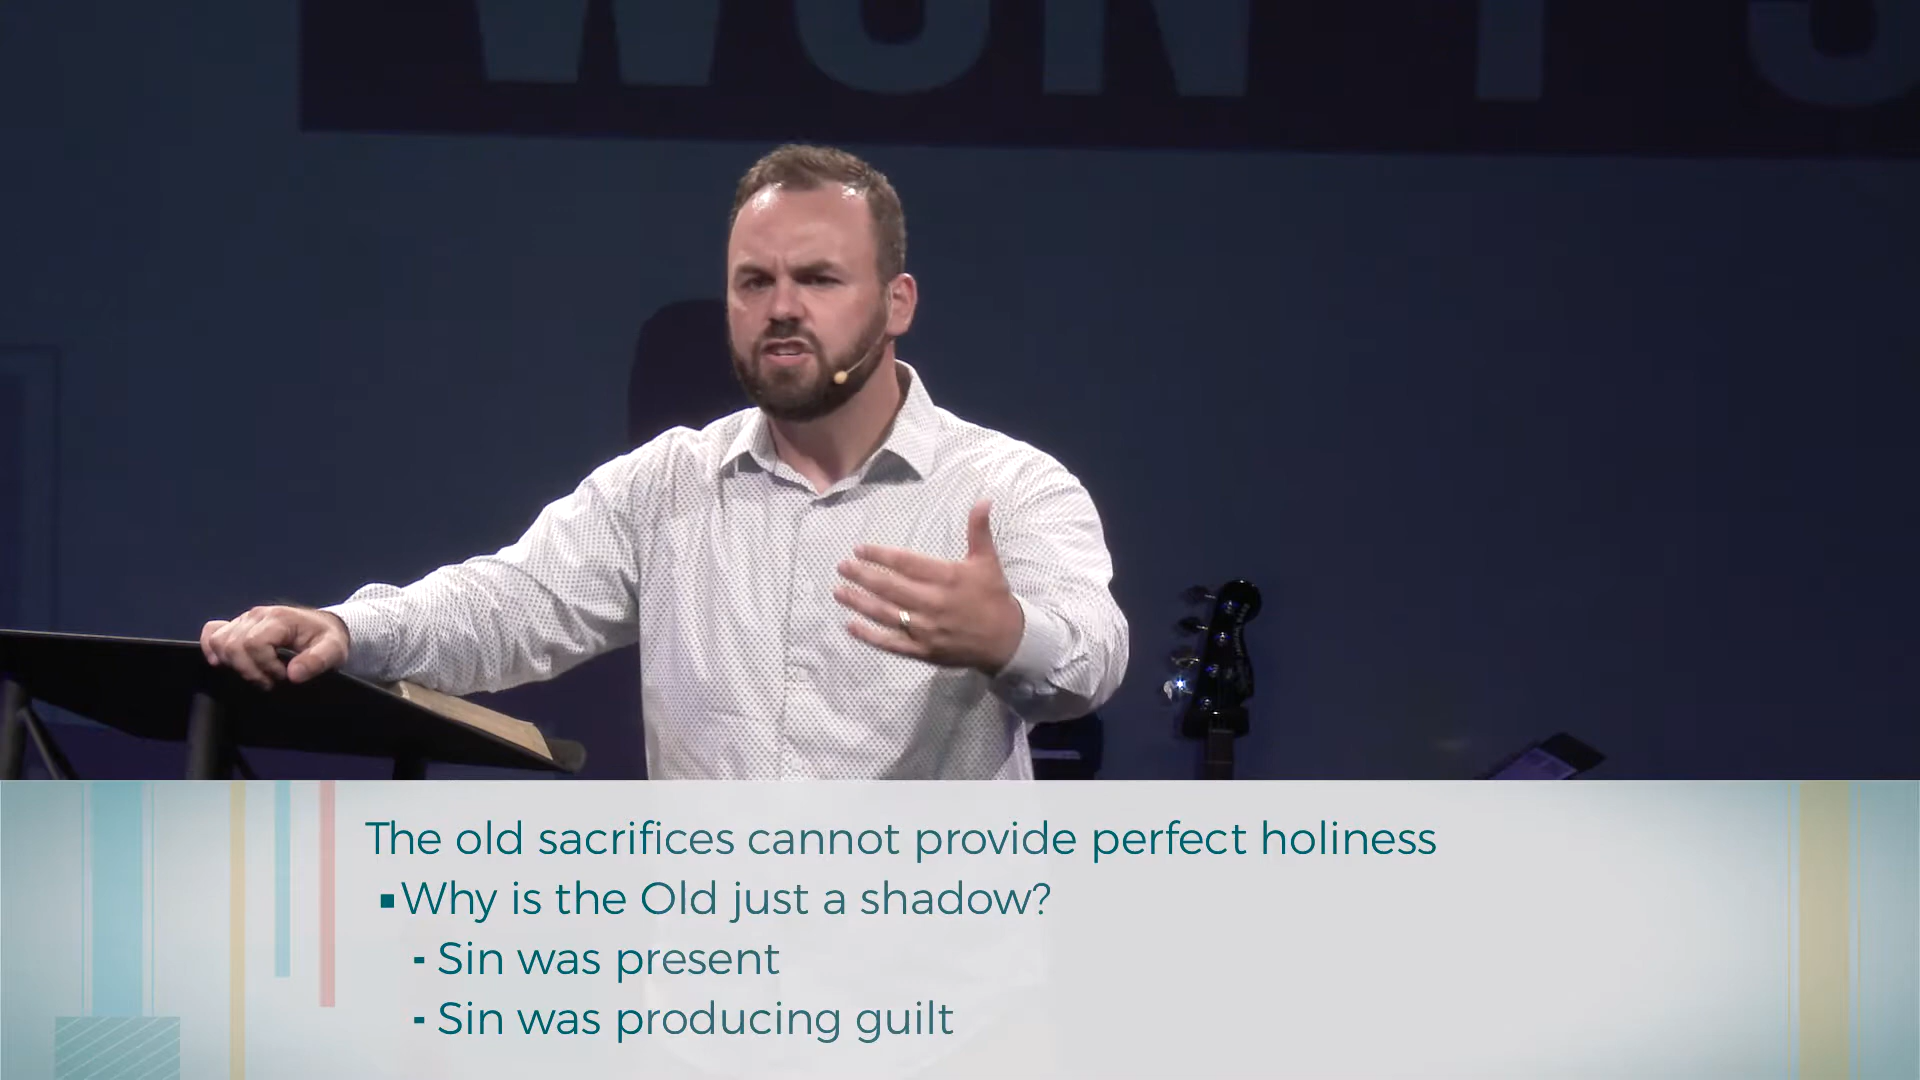 WON'T S
The old sacrifices cannot provide perfect holiness
▪Why is the Old just a shadow?
- Sin was present
- Sin was producing guilt